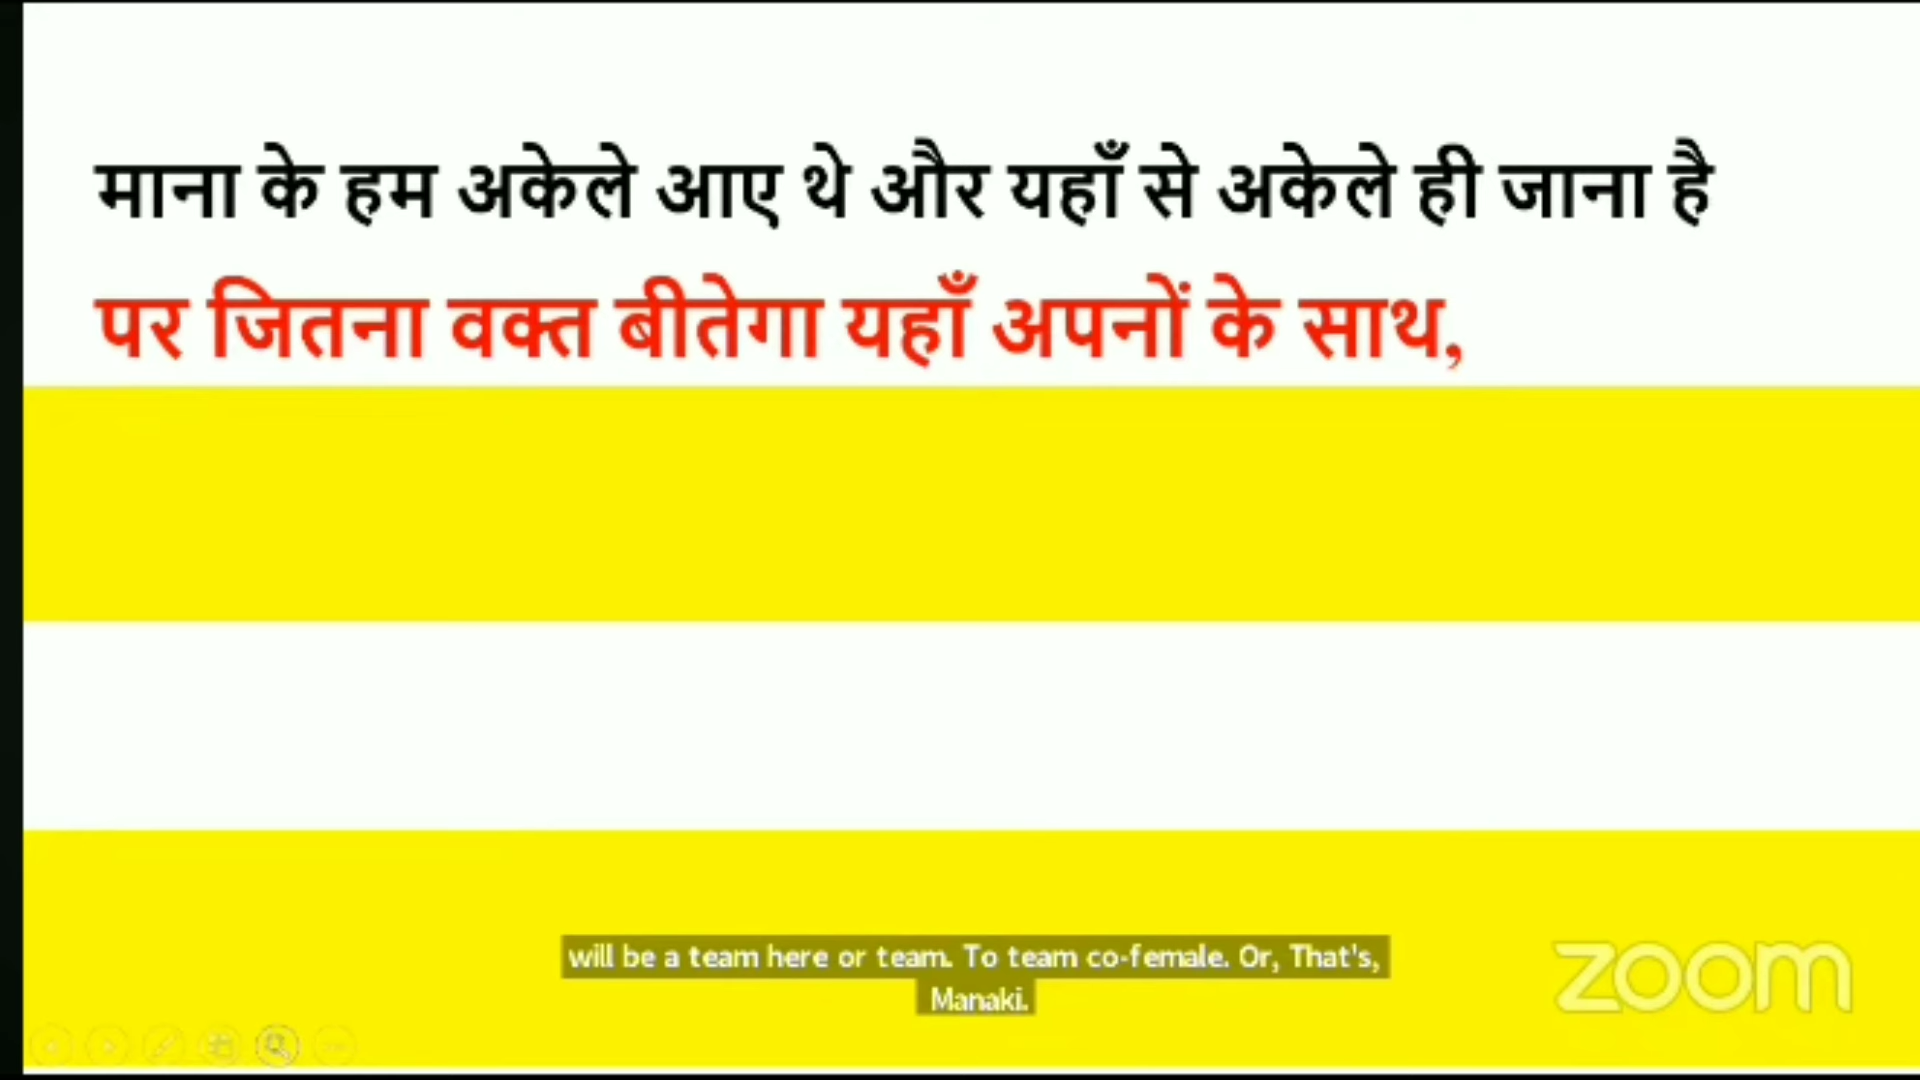 माना के हम अकेले आए थे और यहाँ से अकेले ही जाना है
पर जितना वक्त बीतेगा यहाँ अपनों के साथ,
will be a team here or team. To team co-female. Or, That's,
Manaki.
zoom